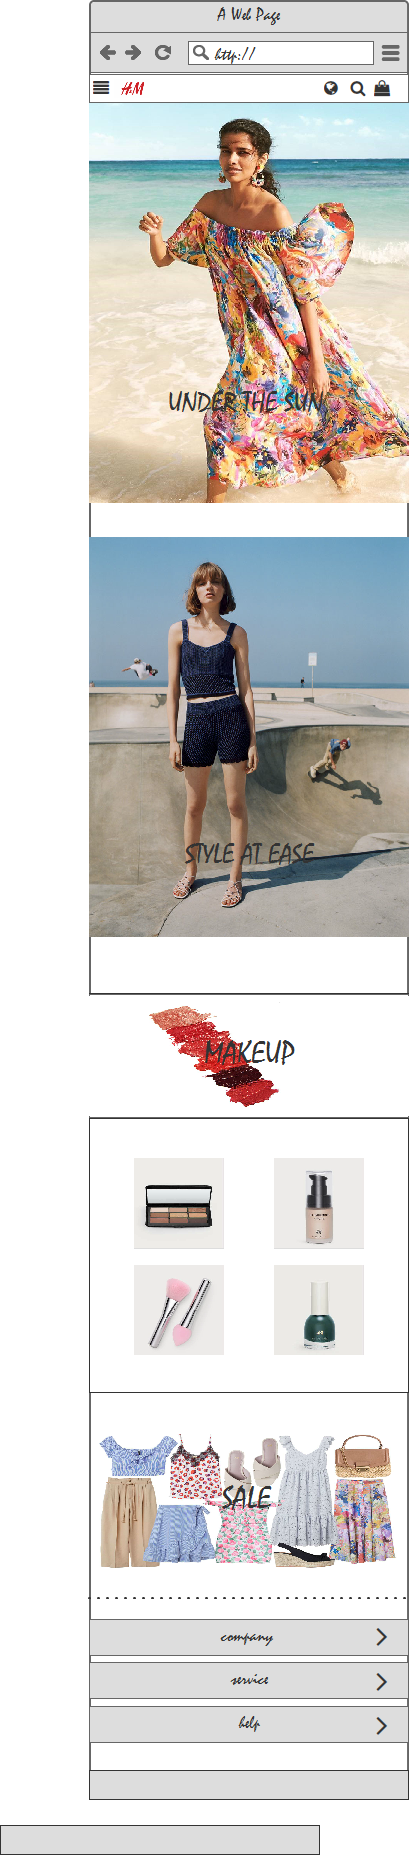 A Web Page
http://
H&M
UNDER THE SUN
STYLE AT EASE
MAKEUP
SALE
company
service
help